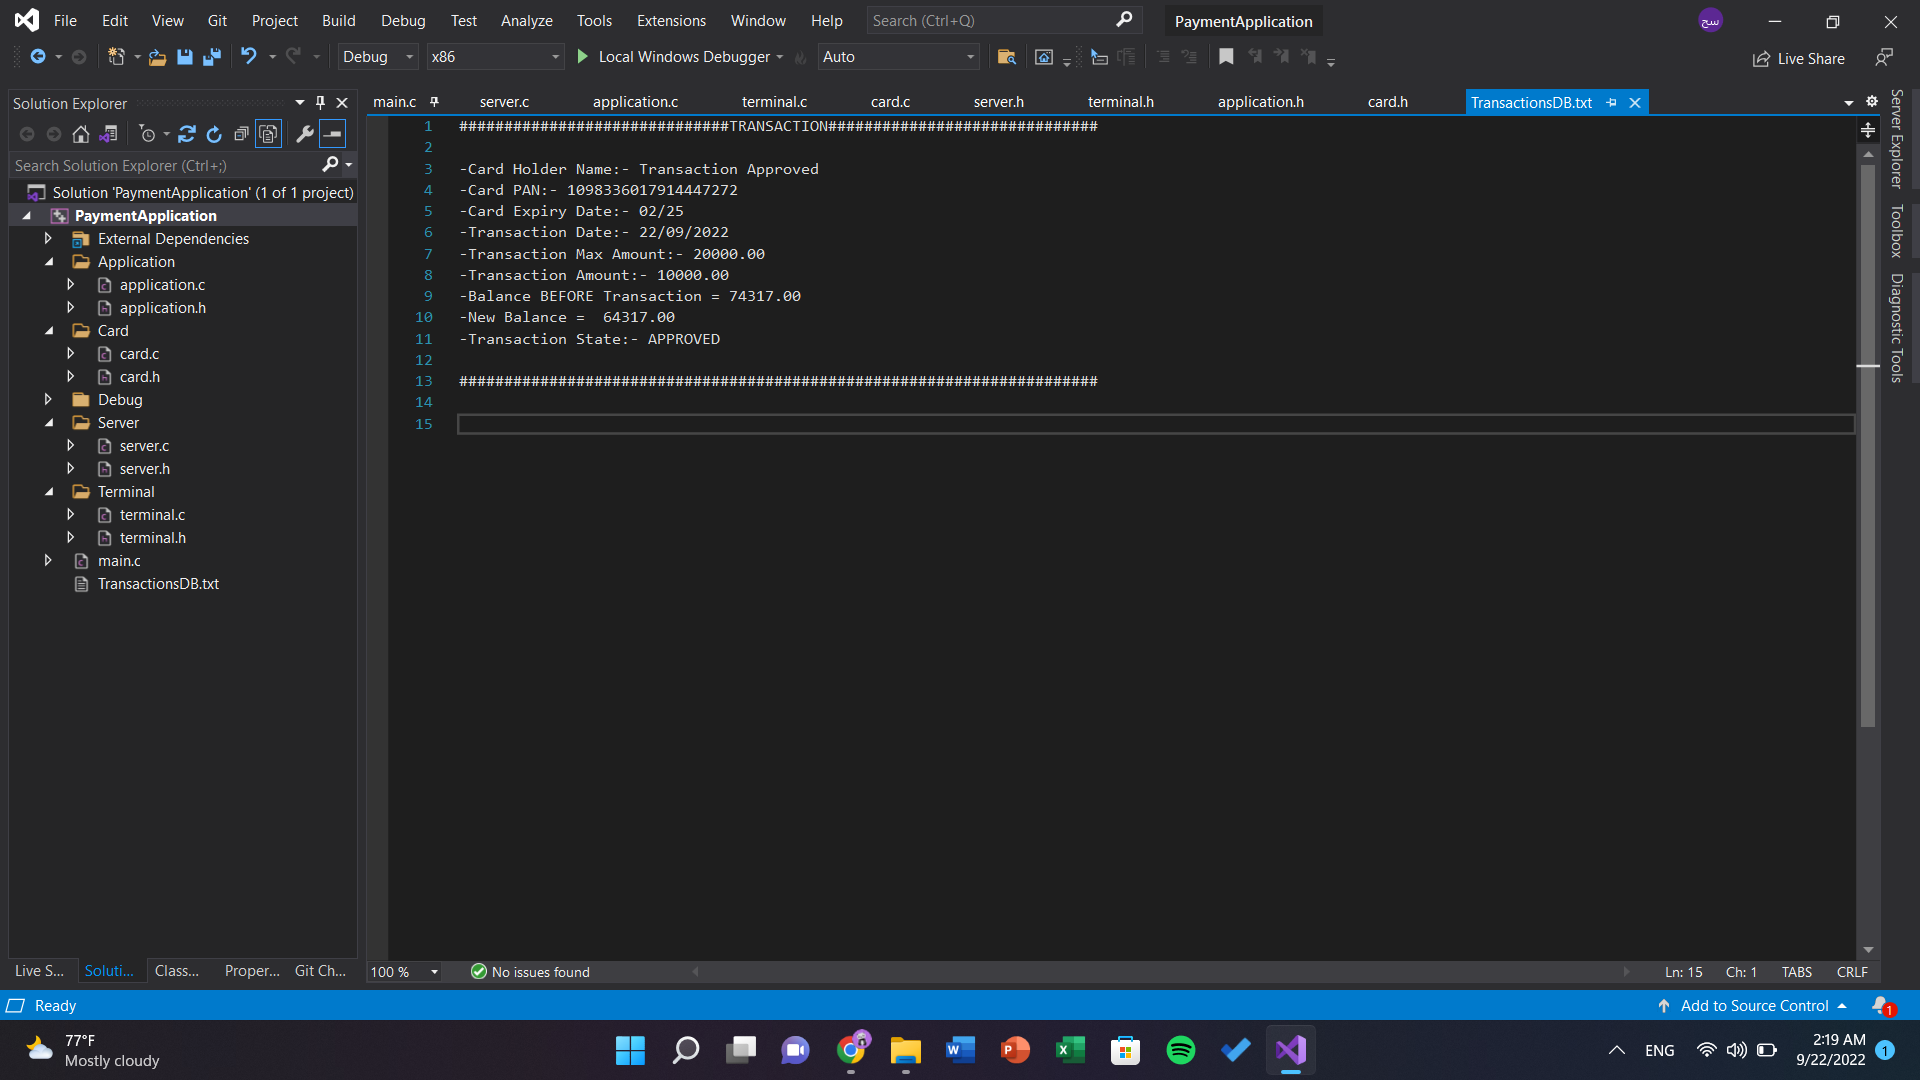 File Edit View Git Project Build Debug Test Analyze Tools Extensions Window Help Search (Ctrl+Q) PaymentApplication سح
Debug x86 Local Windows Debugger Auto Live Share
Solution Explorer
Search Solution Explorer (Ctrl+;)
Solution 'PaymentApplication' (1 of 1 project)
PaymentApplication
External Dependencies
Application
application.c
application.h
Card
card.c
card.h
Debug
Server
server.c
server.h
Terminal
terminal.c
terminal.h
main.c
TransactionsDB.txt
Live S... Soluti... Class... Proper... Git Ch...
main.c server.c application.c terminal.c card.c server.h terminal.h application.h card.h TransactionsDB.txt
1 ##############################TRANSACTION##############################
2
3 -Card Holder Name:- Transaction Approved
4 -Card PAN:- 1098336017914447272
5 -Card Expiry Date:- 02/25
6 -Transaction Date:- 22/09/2022
7 -Transaction Max Amount:- 20000.00
8 -Transaction Amount:- 10000.00
9 -Balance BEFORE Transaction = 74317.00
10 -New Balance =  64317.00
11 -Transaction State:- APPROVED
12
13 #######################################################################
14
15
Server Explorer
Toolbox
Diagnostic Tools
100 % No issues found Ln: 15 Ch: 1 TABS CRLF
Ready Add to Source Control 1
77°F
Mostly cloudy
ENG
2:19 AM
9/22/2022
1